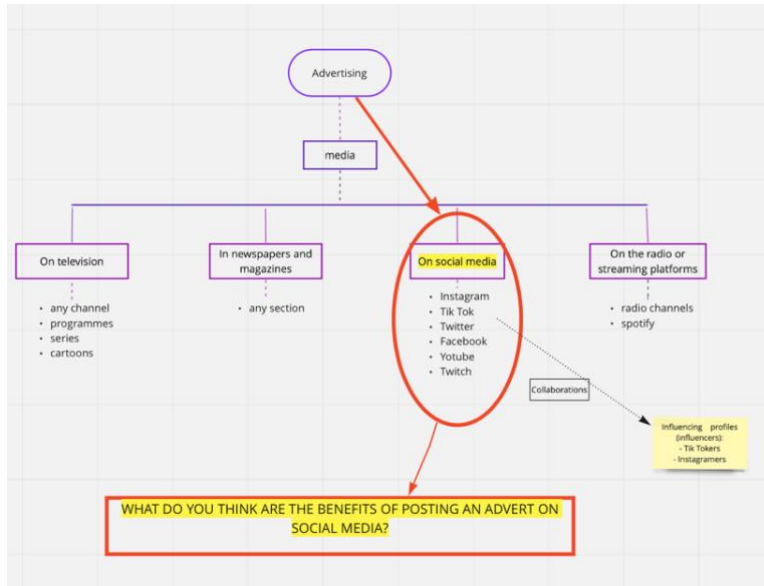 Advertising
media
On television
• any channel
• programmes
• series
• cartoons
In newspapers and
magazines
• any section
On social media
• Instagram
• Tik Tok
• Twitter
• Facebook
• Yotube
• Twitch
On the radio or
streaming platforms
• radio channels
• spotify
Collaborations
Influencing profiles
(influencers):
- Tik Tokers
- Instagramers
WHAT DO YOU THINK ARE THE BENEFITS OF POSTING AN ADVERT ON
SOCIAL MEDIA?